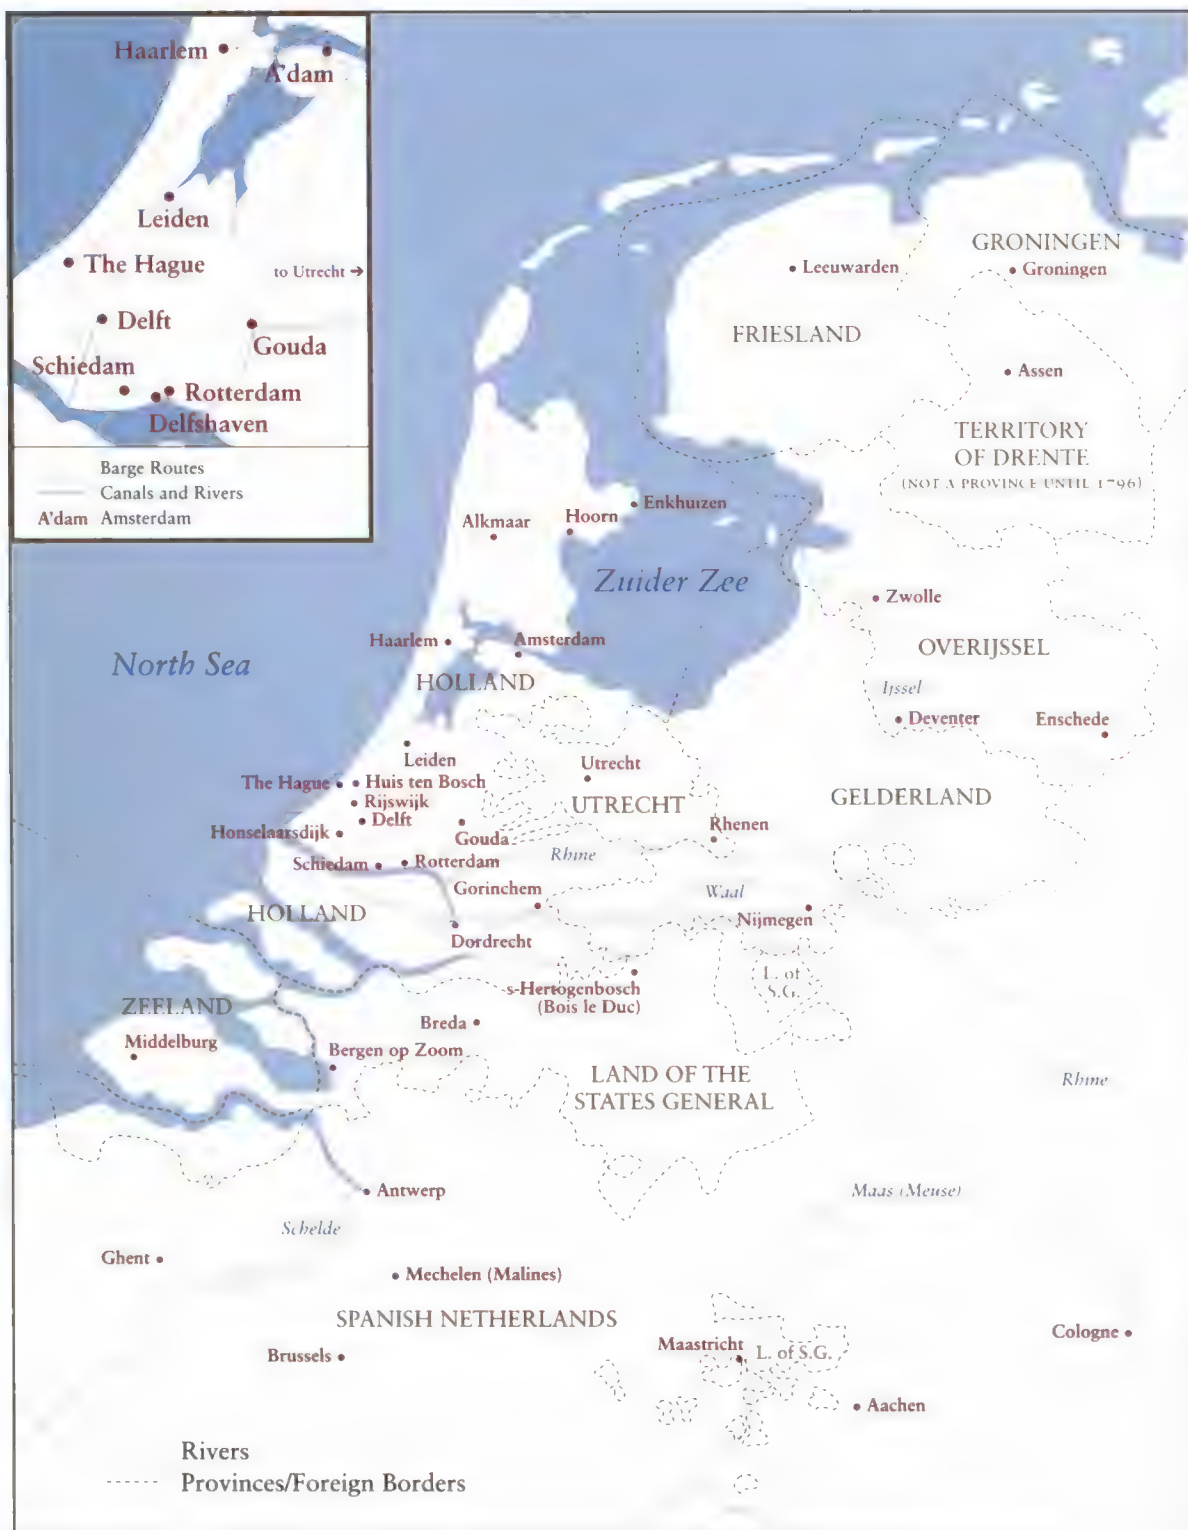 Haarlem
A'dam
Leiden
The Hague
to Utrecht →
Delft
Gouda
Schiedam
Rotterdam
Delfshaven
Barge Routes
Canals and Rivers
A'dam Amsterdam
GRONINGEN
Leeuwarden
Groningen
FRIESLAND
Assen
TERRITORY
OF DRENTE
(NOT A PROVINCE UNTIL 1796)
Enkhuizen
Alkmaar
Hoorn
Zuider Zee
Zwolle
Haarlem
Amsterdam
OVERIJSSEL
North Sea
HOLLAND
Ijssel
Deventer
Enschede
Leiden
Utrecht
The Hague
Huis ten Bosch
Rijswijk
UTRECHT
GELDERLAND
Delft
Honselaarsdijk
Gouda
Rhenen
Rhine
Schiedam
Rotterdam
Gorinchem
Waal
HOLLAND
Nijmegen
Dordrecht
L. of
S.G.
s-Hertogenbosch
(Bois le Duc)
ZEELAND
Breda
Middelburg
Bergen op Zoom
LAND OF THE
STATES GENERAL
Rhine
Antwerp
Maas (Meuse)
Schelde
Ghent
Mechelen (Malines)
SPANISH NETHERLANDS
Cologne
Maastricht
L. of S.G.
Brussels
Aachen
Rivers
Provinces/Foreign Borders